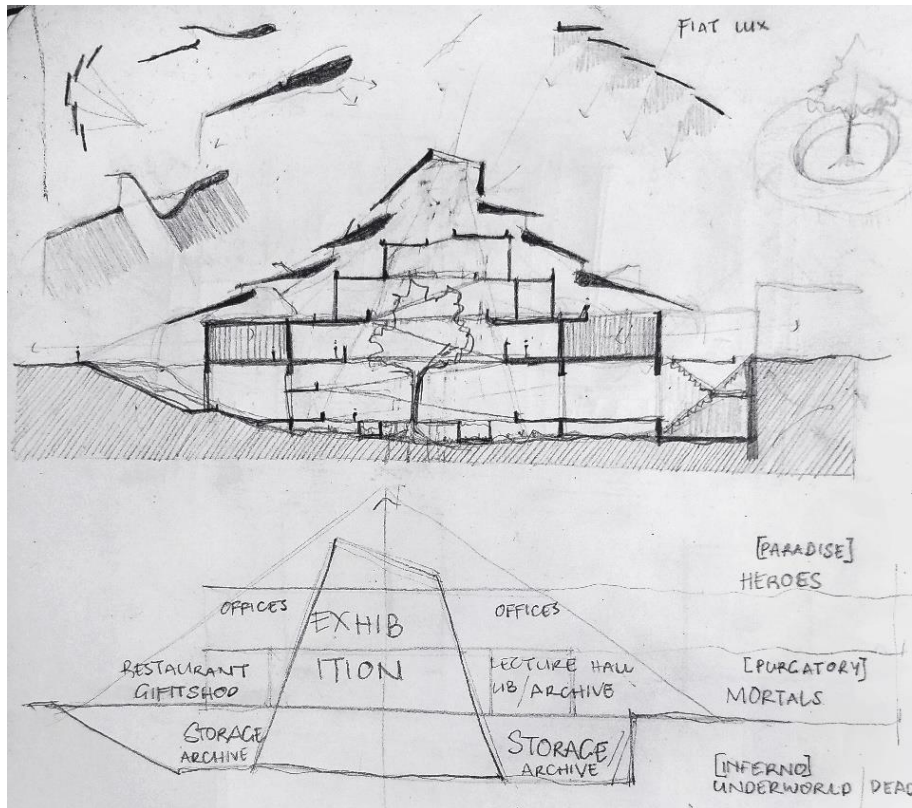 FIAT LUX
[PARADISE]
HEROES
OFFICES
EXHIB
ITION
OFFICES
RESTAURANT
GIFTSHOP
LECTURE HALL
LIB/ARCHIVE
[PURGATORY]
MORTALS
STORAGE
ARCHIVE
STORAGE
ARCHIVE
[INFERNO]
UNDERWORLD/DEAD